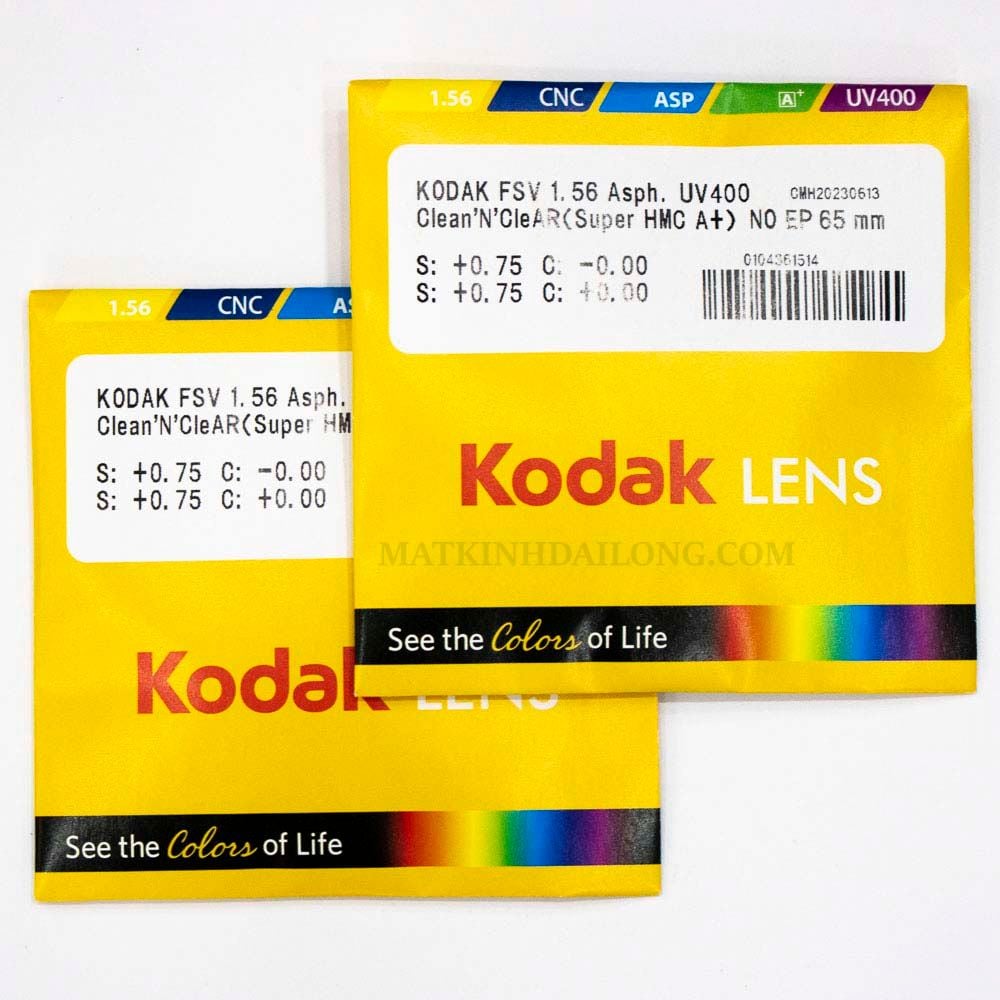 1.56 CNC ASP A+ UV400
KODAK FSV 1.56 Asph. UV400 CMH20230613
Clean'N'CleAR(Super HMC A+) NO EP 65 mm
S: +0.75 C: -0.00 0104361514
S: +0.75 C: +0.00
Kodak LENS
MATKINHDAILONG.COM
See the Colors of Life
1.56 CNC AS
KODAK FSV 1.56 Asph.
Clean'N'CleAR(Super HM
S: +0.75 C: -0.00
S: +0.75 C: +0.00
Kodak LENS
See the Colors of Life